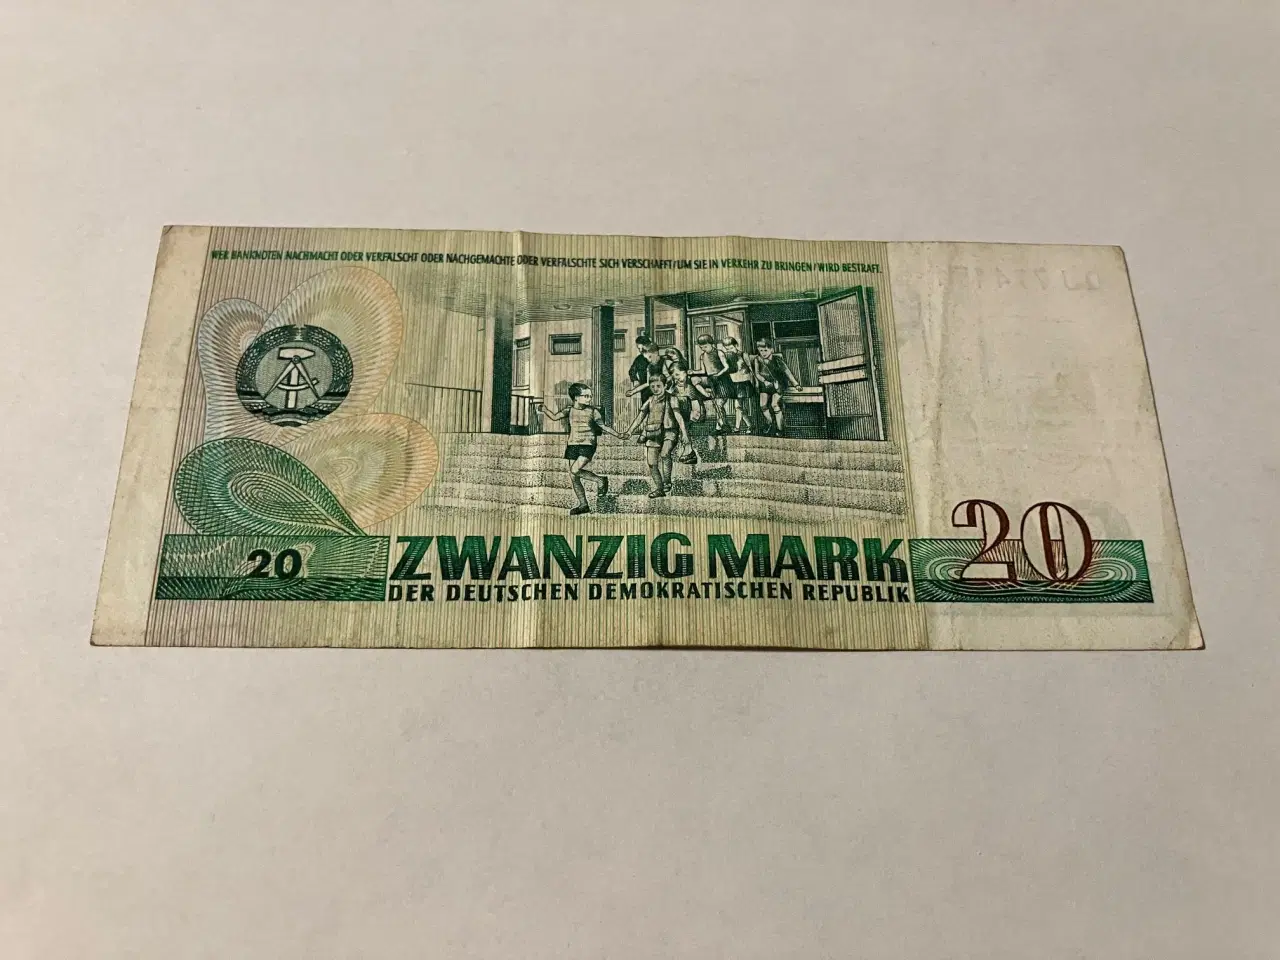 WER BANKNOTEN NACHMACHT ODER VERFÄLSCHT ODER NACHGEMACHTE ODER VERFÄLSCHTE SICH VERSCHAFFT/UM SIE IN VERKEHR ZU BRINGEN/WIRD BESTRAFT.
20
ZWANZIG MARK
DER DEUTSCHEN DEMOKRATISCHEN REPUBLIK
20